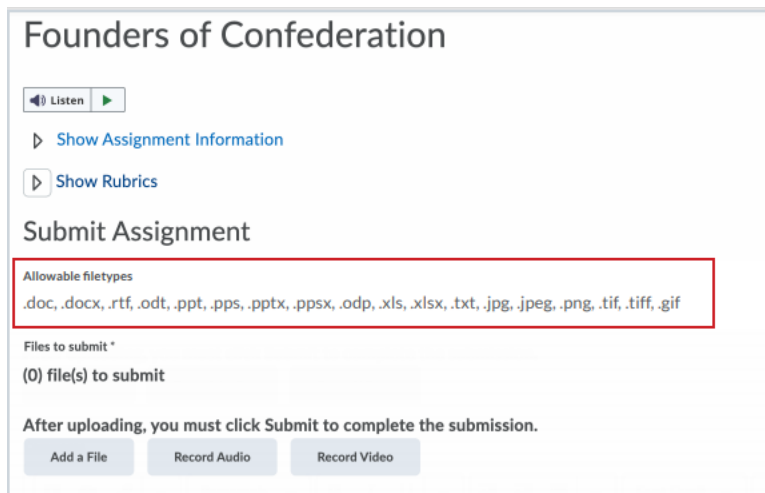 Founders of Confederation
Listen
Show Assignment Information
Show Rubrics
Submit Assignment
Allowable filetypes
.doc, .docx, .rtf, .odt, .ppt, .pps, .pptx, .ppsx, .odp, .xls, .xlsx, .txt, .jpg, .jpeg, .png, .tif, .tiff, .gif
Files to submit *
(0) file(s) to submit
After uploading, you must click Submit to complete the submission.
Add a File Record Audio Record Video